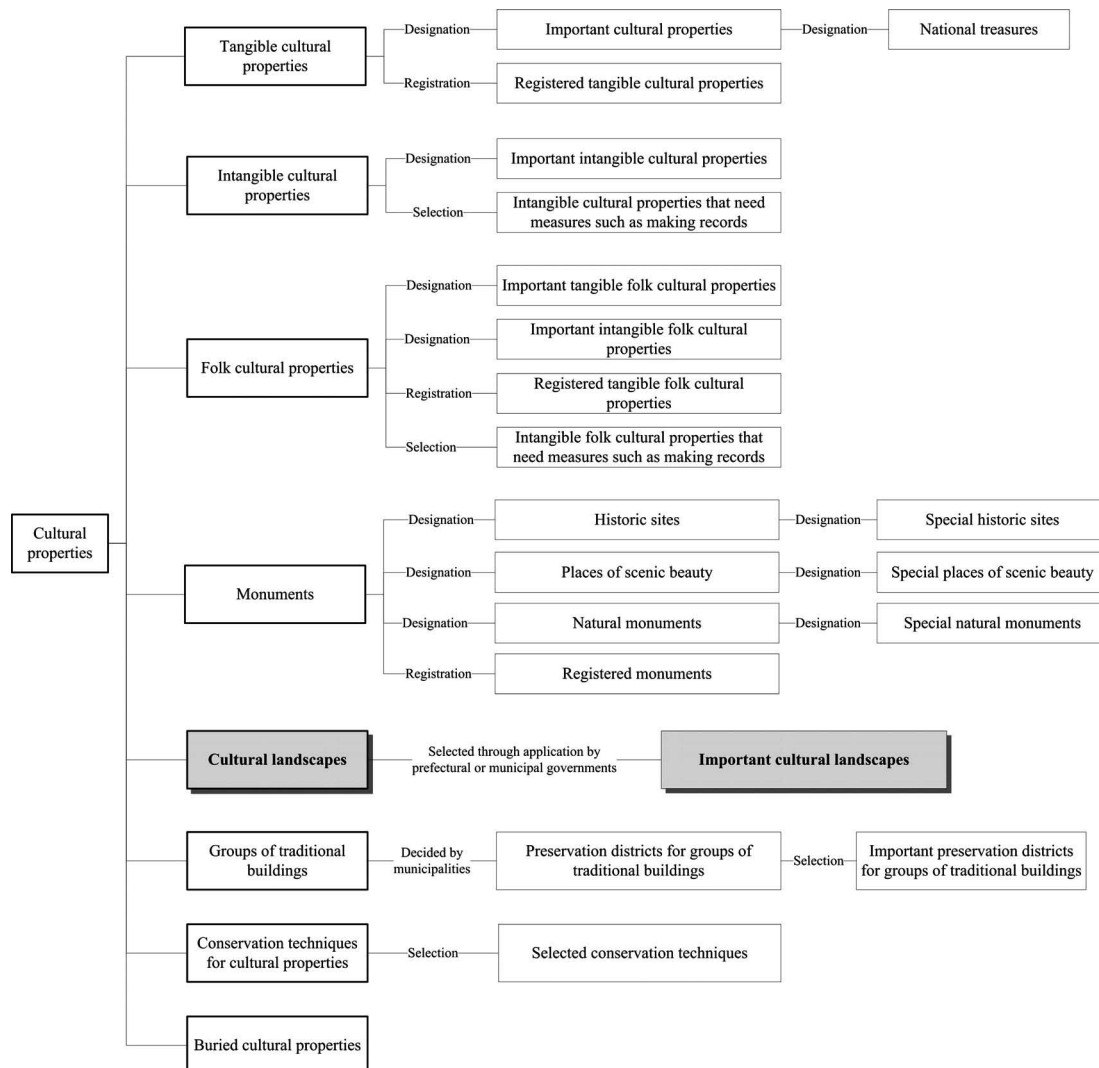 Cultural
properties
Tangible cultural
properties
Designation
Important cultural properties
Designation
National treasures
Registration
Registered tangible cultural properties
Intangible cultural
properties
Designation
Important intangible cultural properties
Selection
Intangible cultural properties that need
measures such as making records
Folk cultural properties
Designation
Important tangible folk cultural properties
Designation
Important intangible folk cultural
properties
Registration
Registered tangible folk cultural
properties
Selection
Intangible folk cultural properties that
need measures such as making records
Monuments
Designation
Historic sites
Designation
Special historic sites
Designation
Places of scenic beauty
Designation
Special places of scenic beauty
Designation
Natural monuments
Designation
Special natural monuments
Registration
Registered monuments
Cultural landscapes
Selected through application by
prefectural or municipal governments
Important cultural landscapes
Groups of traditional
buildings
Decided by
municipalities
Preservation districts for groups of
traditional buildings
Selection
Important preservation districts
for groups of traditional buildings
Conservation techniques
for cultural properties
Selection
Selected conservation techniques
Buried cultural properties